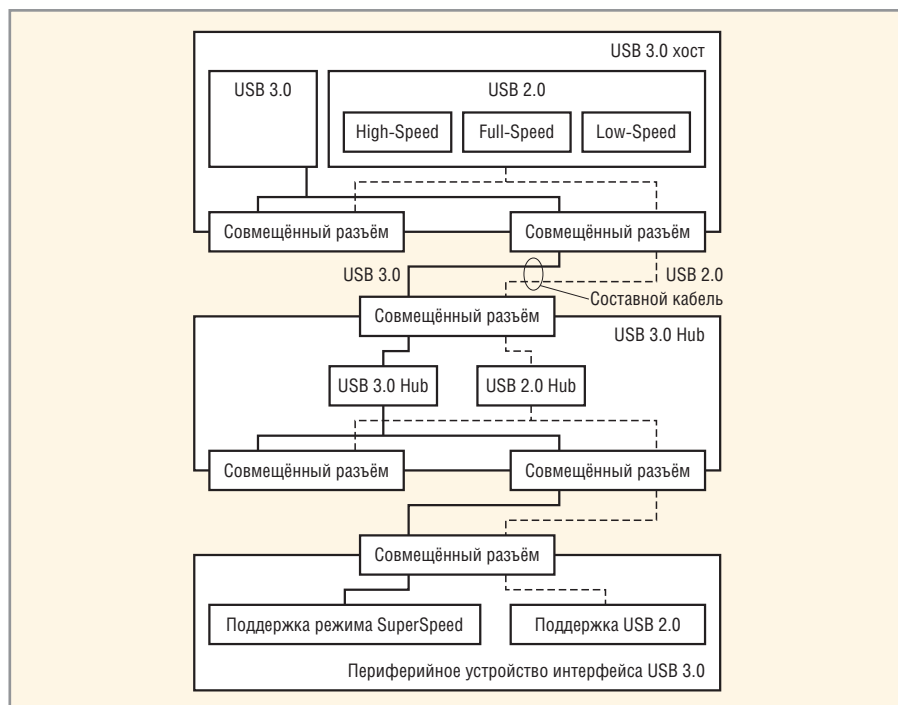 USB 3.0 хост
USB 3.0
USB 2.0
High-Speed
Full-Speed
Low-Speed
Совмещённый разъём
Совмещённый разъём
USB 3.0
USB 2.0
Составной кабель
Совмещённый разъём
USB 3.0 Hub
USB 3.0 Hub
USB 2.0 Hub
Совмещённый разъём
Совмещённый разъём
Совмещённый разъём
Поддержка режима SuperSpeed
Поддержка USB 2.0
Периферийное устройство интерфейса USB 3.0